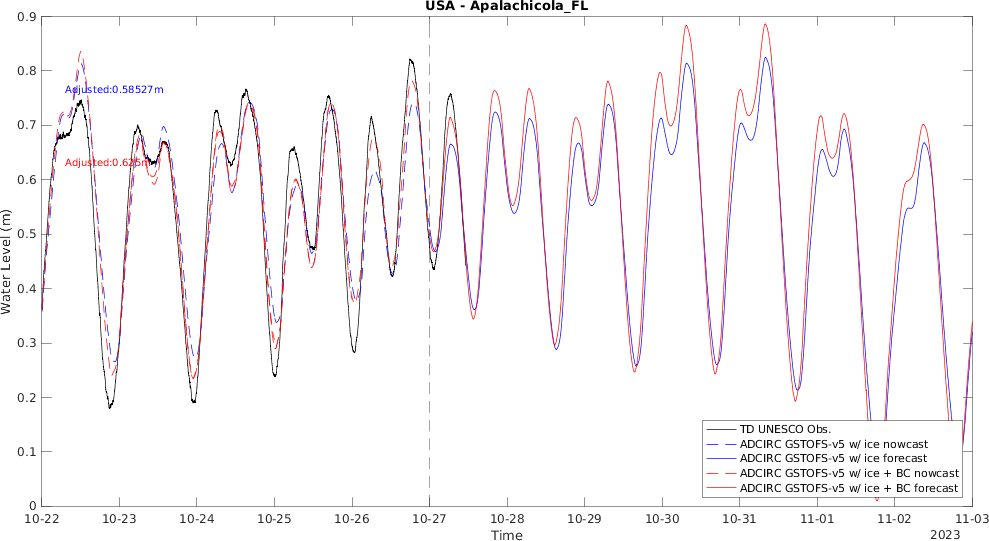 USA - Apalachicola_FL
0.9
0.8
0.7
0.6
0.5
0.4
0.3
0.2
0.1
0
Water Level (m)
Adjusted:0.58527m
Adjusted:0.625m
TD UNESCO Obs.
ADCIRC GSTOFS-v5 w/ ice nowcast
ADCIRC GSTOFS-v5 w/ ice forecast
ADCIRC GSTOFS-v5 w/ ice + BC nowcast
ADCIRC GSTOFS-v5 w/ ice + BC forecast
10-22 10-23 10-24 10-25 10-26 10-27 10-28 10-29 10-30 10-31 11-01 11-02 11-03
Time
2023